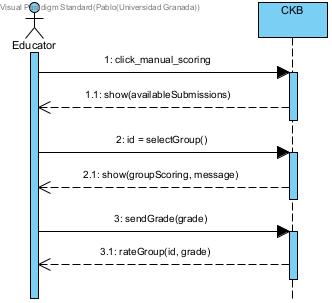 Visual Paradigm Standard(Pablo(Universidad Granada))
CKB
Educator
1: click_manual_scoring
1.1: show(availableSubmissions)
2: id = selectGroup()
2.1: show(groupScoring, message)
3: sendGrade(grade)
3.1: rateGroup(id, grade)